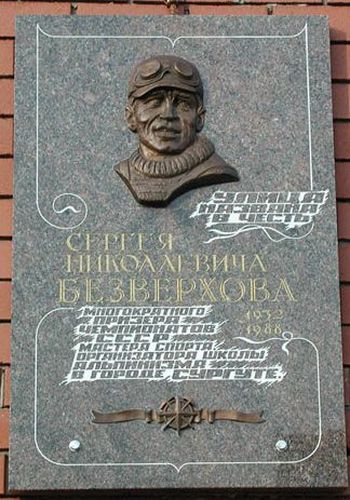 УЛИЦА
НАЗВАНА
В ЧЕСТЬ
СЕРГЕЯ
НИКОЛАЕВИЧА
БЕЗВЕРХОВА
МНОГОКРАТНОГО 1932
ПРИЗЕРА 1988
ЧЕМПИОНАТОВ
СССР
МАСТЕРА СПОРТА
ОРГАНИЗАТОРА ШКОЛЫ
АЛЬПИНИЗМА
В ГОРОДЕ СУРГУТЕ